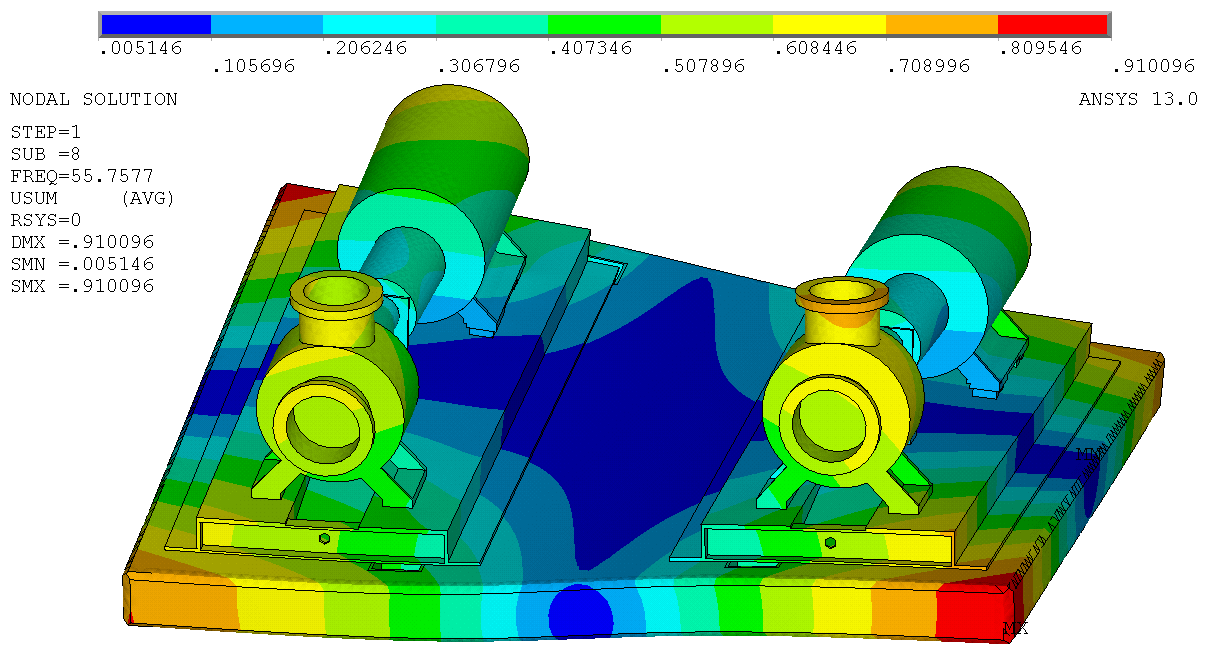 .005146 .206246 .407346 .608446 .809546
.105696 .306796 .507896 .708996 .910096
NODAL SOLUTION
ANSYS 13.0
STEP=1
SUB =8
FREQ=55.7577
USUM (AVG)
RSYS=0
DMX =.910096
SMN =.005146
SMX =.910096
MX